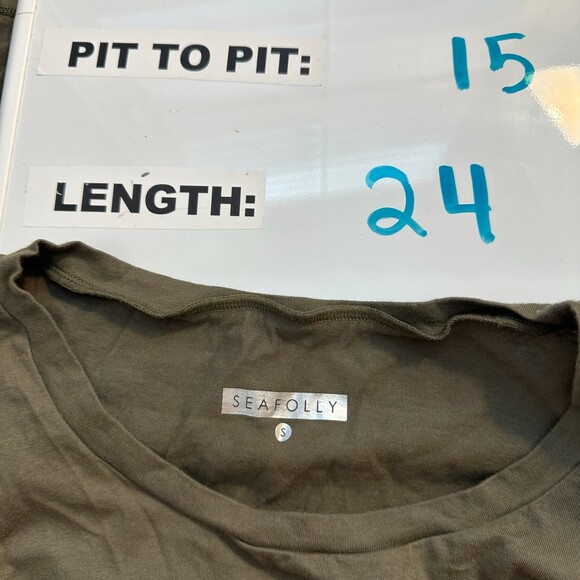 PIT TO PIT: 15
LENGTH: 24
SEAFOLLY
S